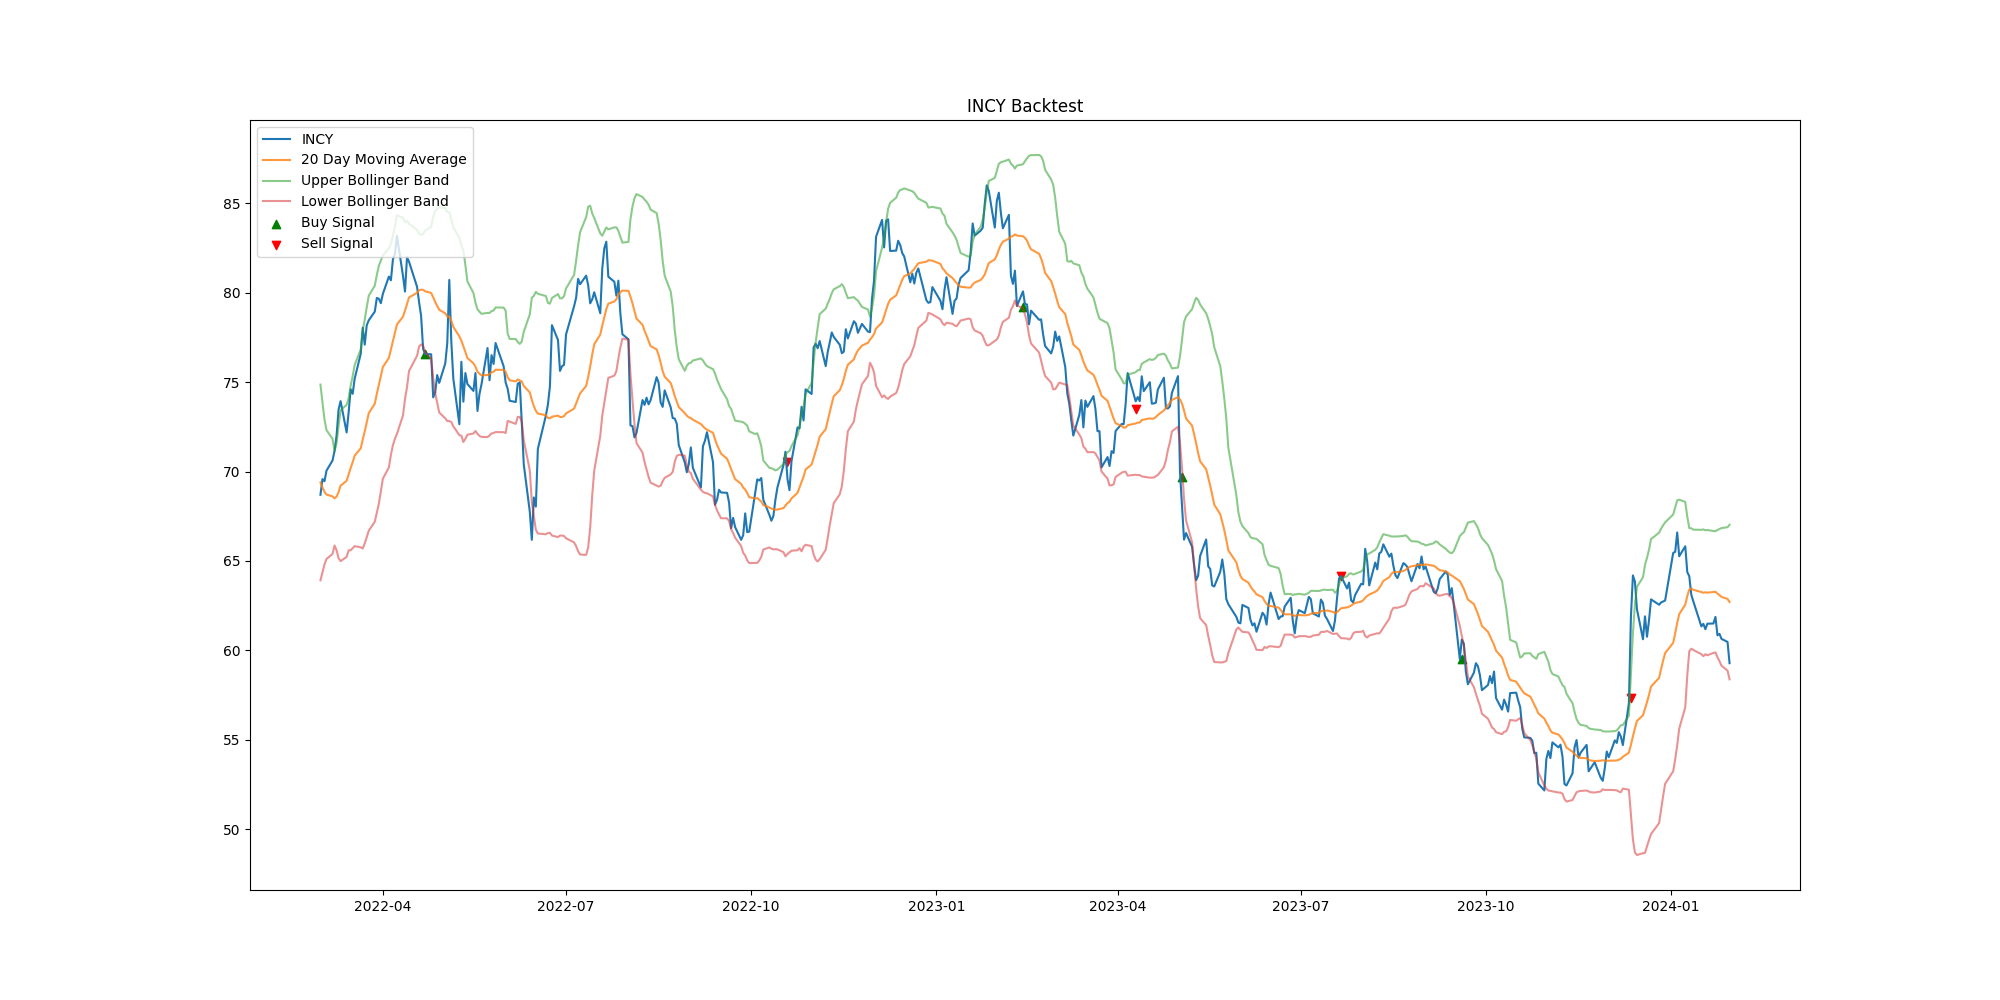 INCY Backtest
INCY
20 Day Moving Average
Upper Bollinger Band
Lower Bollinger Band
Buy Signal
Sell Signal
85
80
75
70
65
60
55
50
2022-04 2022-07 2022-10 2023-01 2023-04 2023-07 2023-10 2024-01